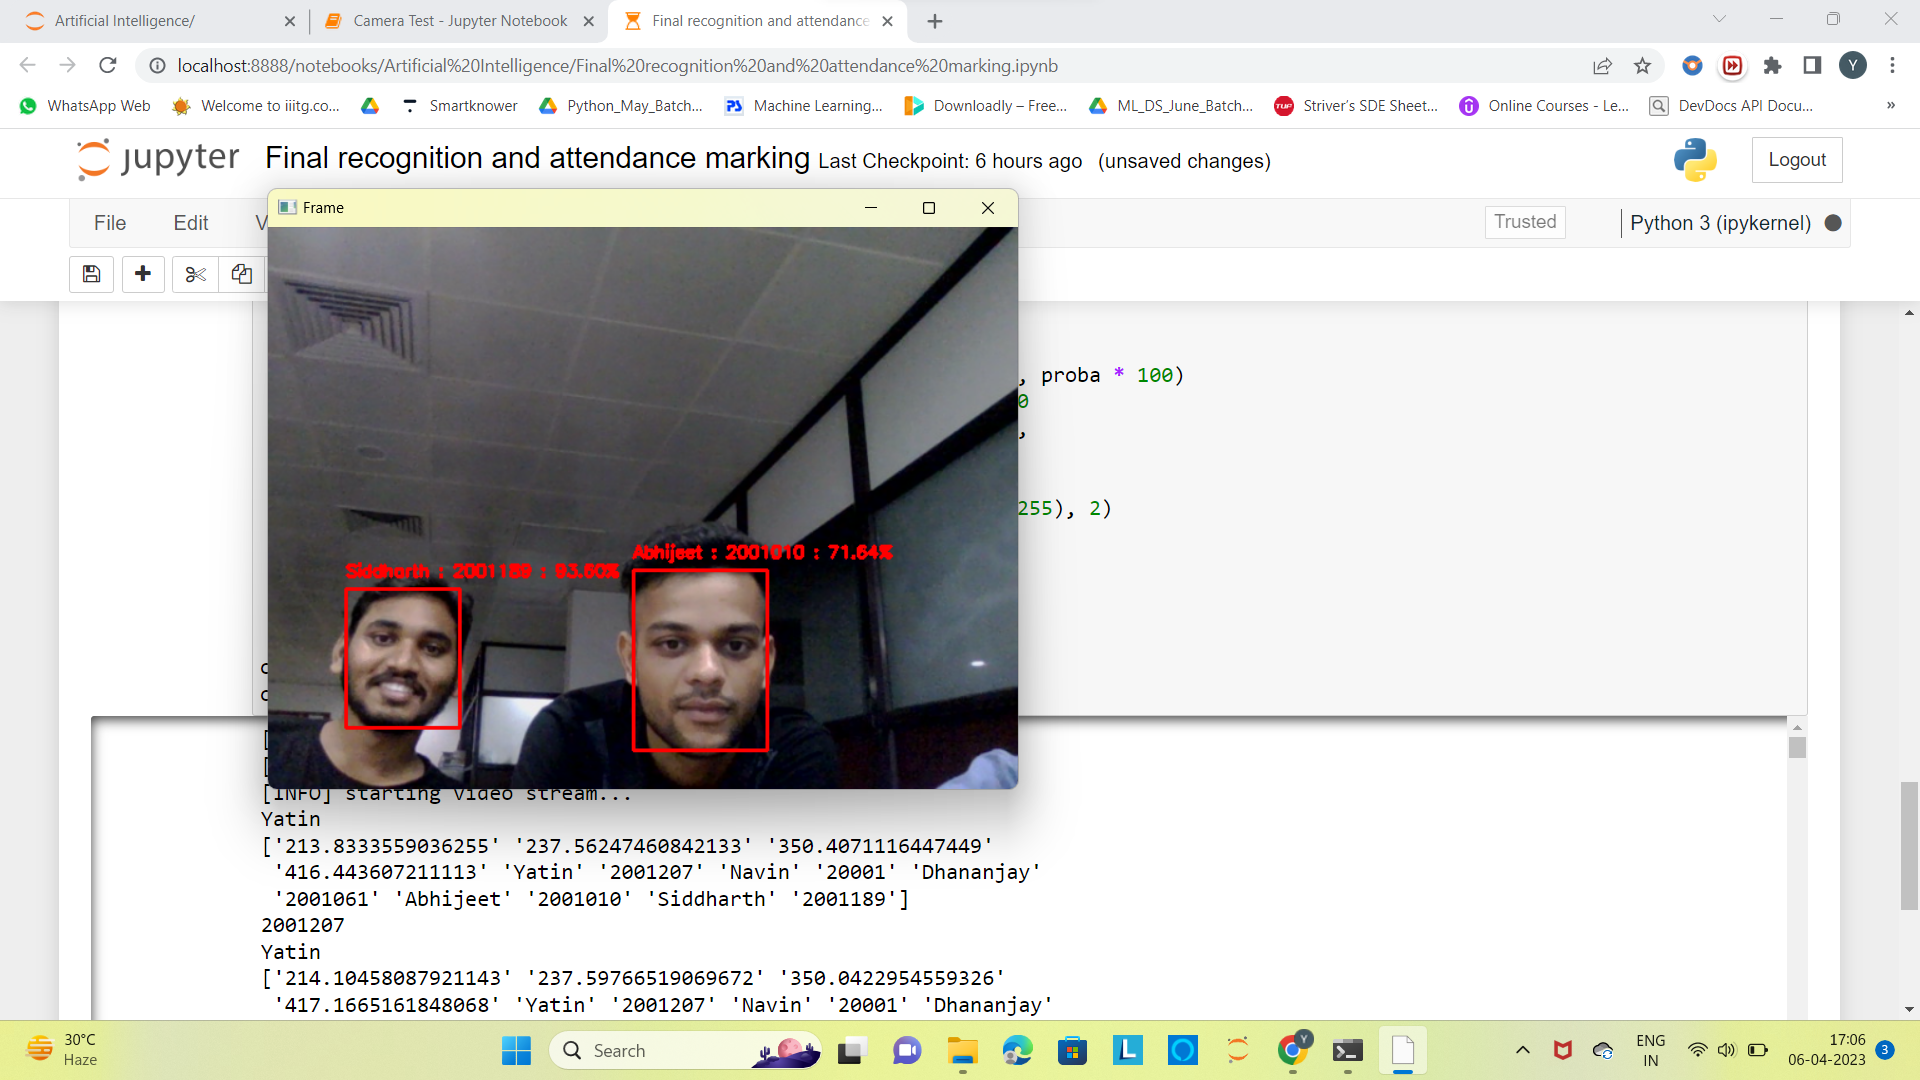 Artificial Intelligence/
Camera Test - Jupyter Notebook
Final recognition and attendance
localhost:8888/notebooks/Artificial%20Intelligence/Final%20recognition%20and%20attendance%20marking.ipynb
Y
WhatsApp Web
Welcome to iiitg.co...
Smartknower
Python_May_Batch...
PS
Machine Learning...
Downloadly – Free...
ML_DS_June_Batch...
TUF
Striver's SDE Sheet...
Online Courses - Le...
DevDocs API Docu...
»
jupyter
Final recognition and attendance marking
Last Checkpoint: 6 hours ago
(unsaved changes)
Logout
Frame
File
Edit
V
Trusted
Python 3 (ipykernel)
, proba * 100)
0
,
255), 2)
Abhijeet : 2001010 : 71.64%
Siddharth : 2001189 : 93.60%
c
c
[
[
[INFO] starting video stream...
Yatin
['213.8333559036255' '237.56247460842133' '350.4071116447449'
'416.443607211113' 'Yatin' '2001207' 'Navin' '20001' 'Dhananjay'
'2001061' 'Abhijeet' '2001010' 'Siddharth' '2001189']
2001207
Yatin
['214.10458087921143' '237.59766519069672' '350.0422954559326'
'417.1665161848068' 'Yatin' '2001207' 'Navin' '20001' 'Dhananjay'
30°C
Haze
Search
L
Y
ENG
IN
17:06
06-04-2023
3